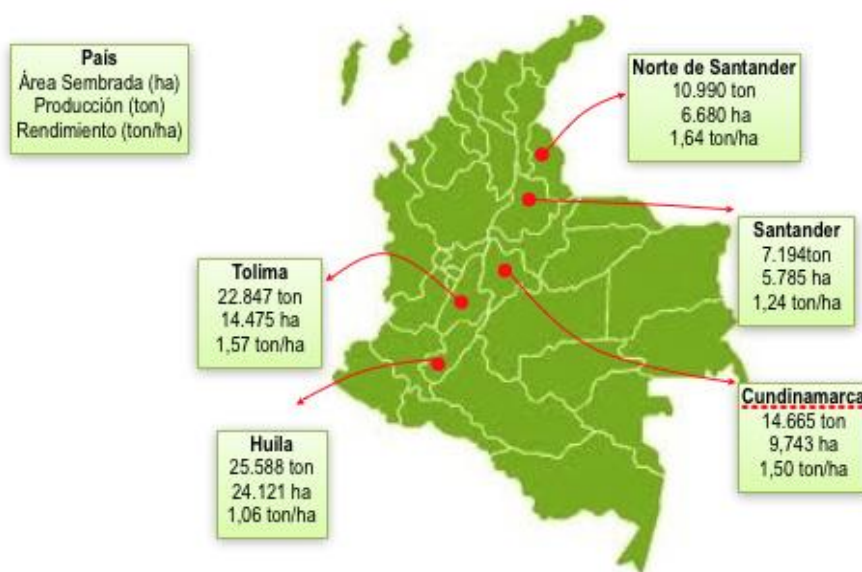 País
Área Sembrada (ha)
Producción (ton)
Rendimiento (ton/ha)
Norte de Santander
10.990 ton
6.680 ha
1,64 ton/ha
Santander
7.194ton
5.785 ha
1,24 ton/ha
Tolima
22.847 ton
14.475 ha
1,57 ton/ha
Cundinamarca
14.665 ton
9,743 ha
1,50 ton/ha
Huila
25.588 ton
24.121 ha
1,06 ton/ha